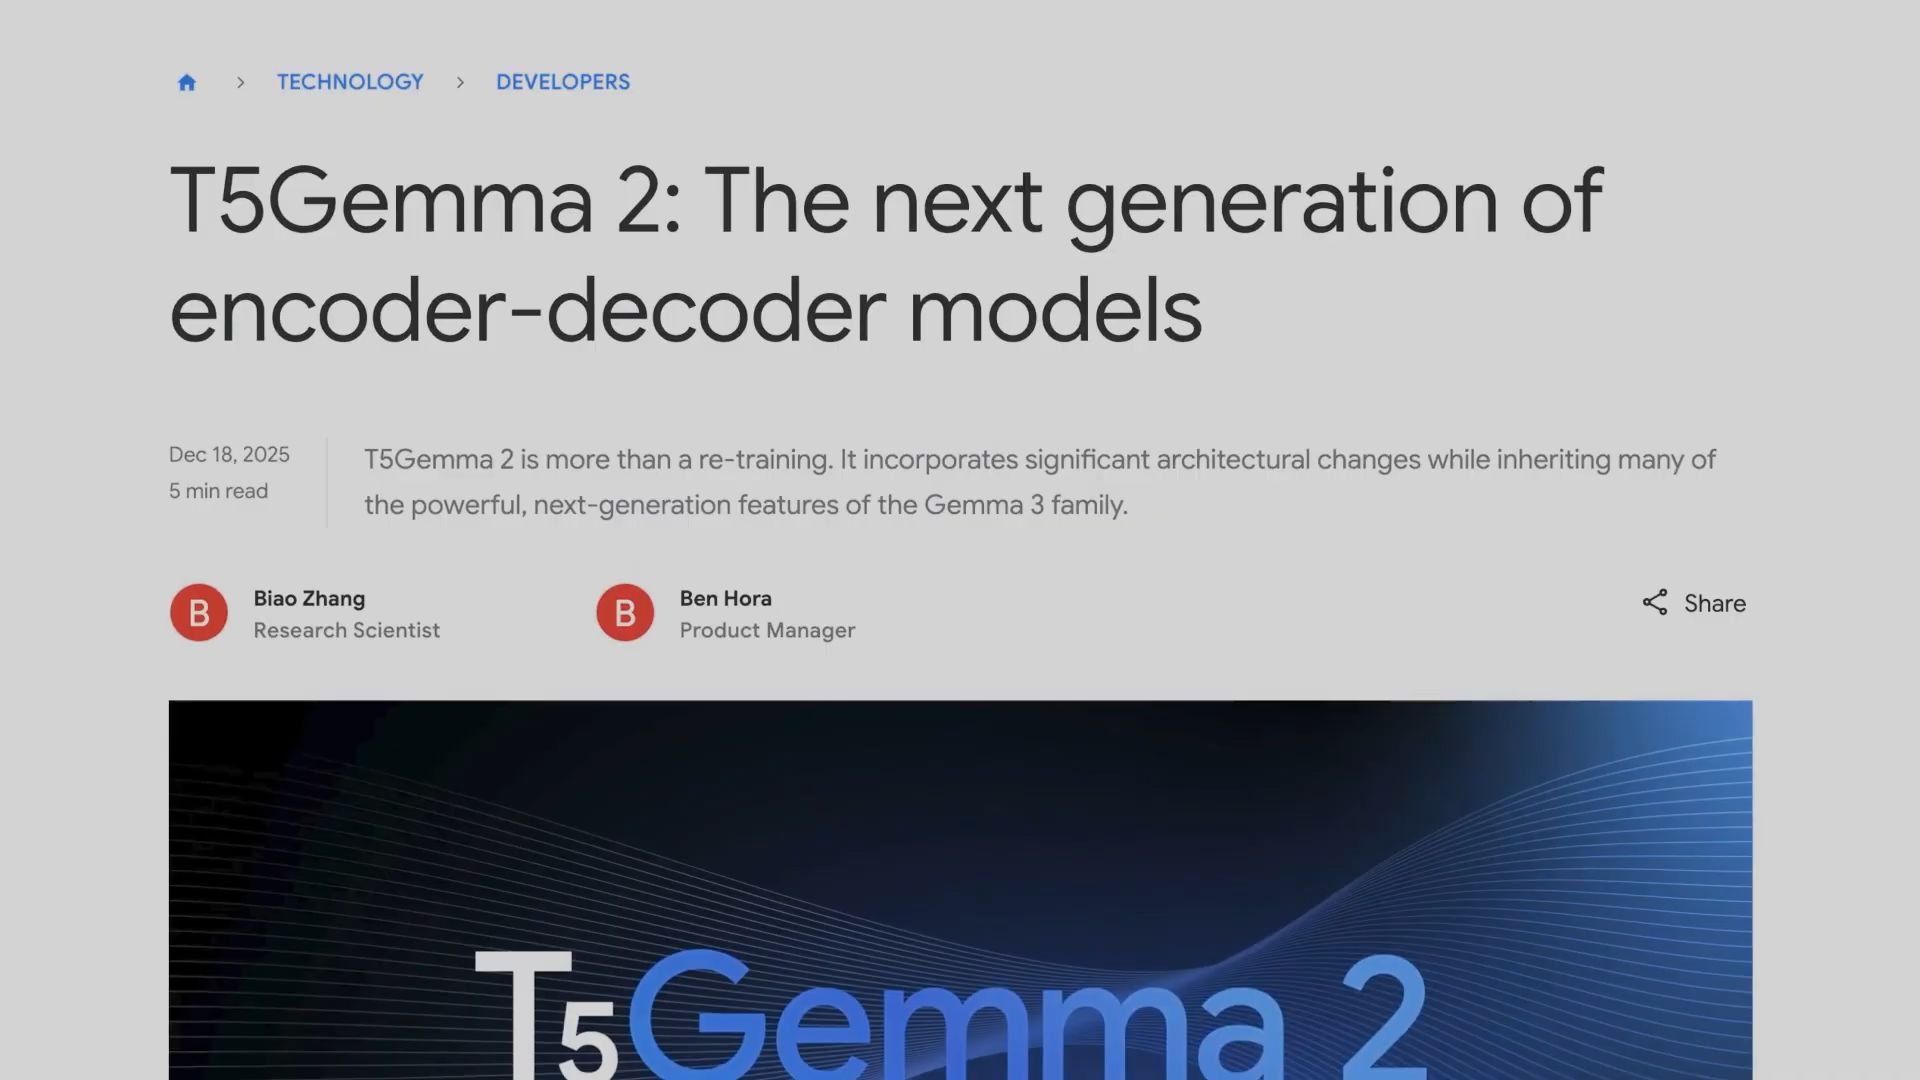 TECHNOLOGY > DEVELOPERS
T5Gemma 2: The next generation of
encoder-decoder models
Dec 18, 2025
5 min read
T5Gemma 2 is more than a re-training. It incorporates significant architectural changes while inheriting many of
the powerful, next-generation features of the Gemma 3 family.
B
Biao Zhang
Research Scientist
B
Ben Hora
Product Manager
Share
T5Gemma 2